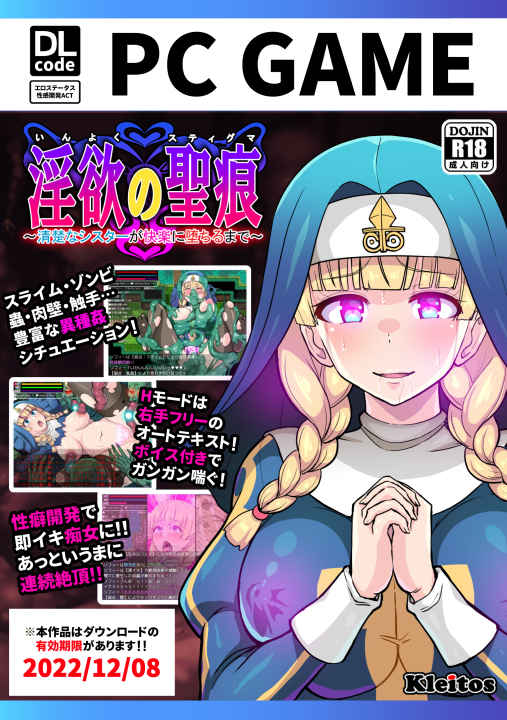 DL
code
PC GAME
エロステータス
性感開発ACT
いんよく スティグマ
淫欲の聖痕
～清楚なシスターが快楽に堕ちるまで～
DOJIN
R18
成人向け
スライム・ゾンビ
蟲・肉壁・触手…
豊富な異種姦
シチュエーション!
Hモードは
右手フリーの
オートテキスト!
ボイス付きで
ガンガン喘ぐ!
性癖開発で
即イキ痴女に!!
あっというまに
連続絶頂!!
※本作品はダウンロードの
有効期限があります!!
2022/12/08
Kleitos